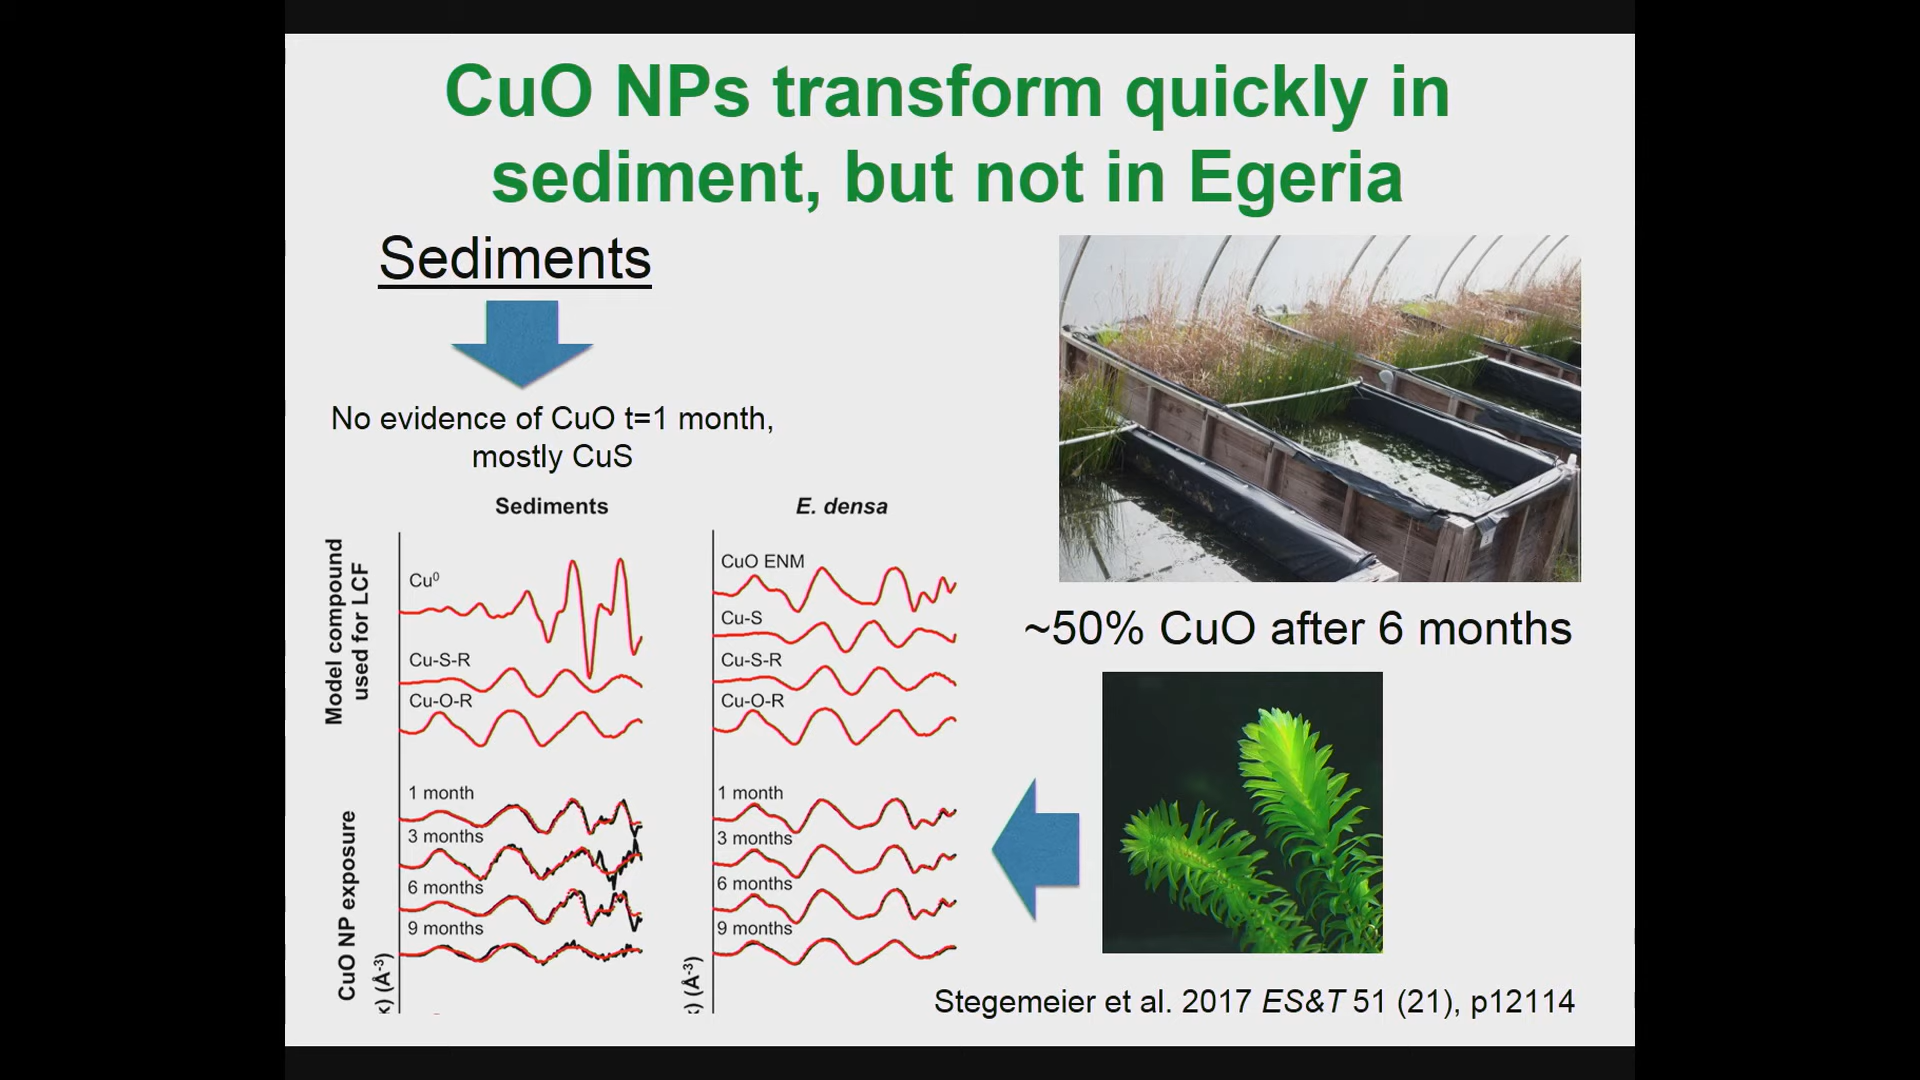 CuO NPs transform quickly in
sediment, but not in Egeria
Sediments
No evidence of CuO t=1 month,
mostly CuS
Sediments
Model compound
used for LCF
Cu⁰
Cu-S-R
Cu-O-R
CuO NP exposure
1 month
3 months
6 months
9 months
k) (Å⁻³)
E. densa
CuO ENM
Cu-S
Cu-S-R
Cu-O-R
1 month
3 months
6 months
9 months
k) (Å⁻³)
~50% CuO after 6 months
Stegemeier et al. 2017 ES&T 51 (21), p12114